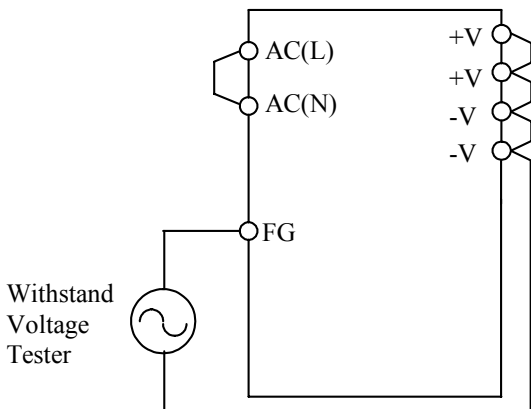 AC(L)
AC(N)
+V
+V
-V
-V
FG
Withstand
Voltage
Tester